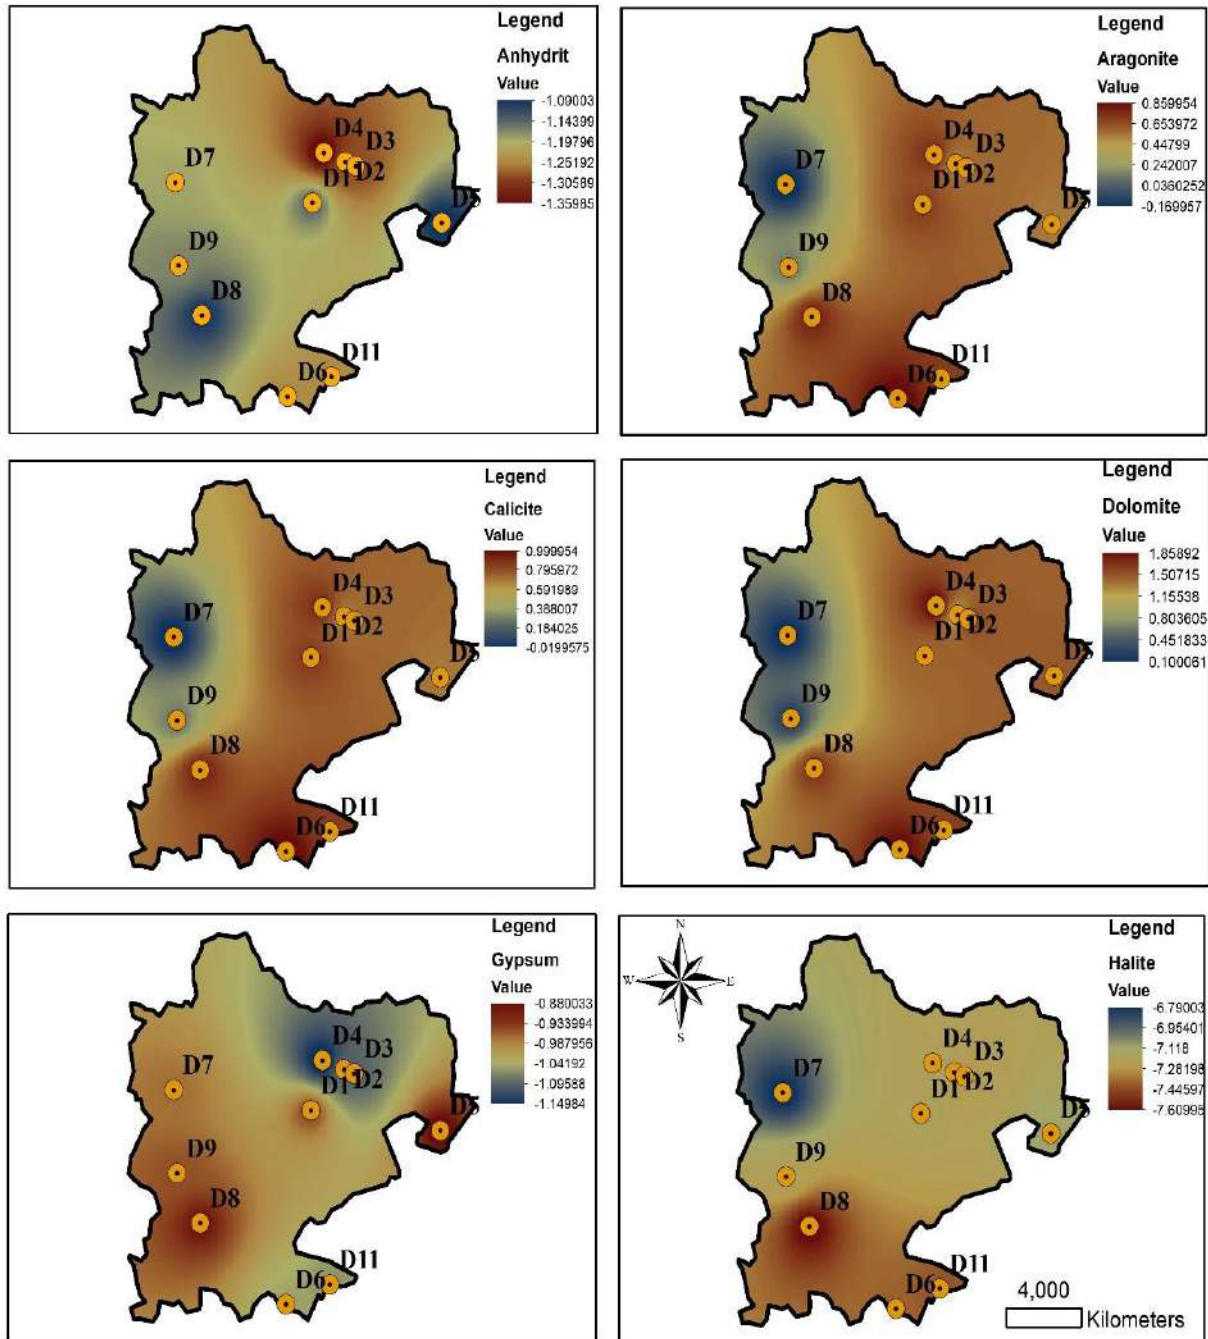 Legend
Anhydrit
Value
-1.09003
-1.14399
-1.19796
-1.25192
-1.30589
-1.35985
D4
D3
D7
D1
D2
D5
D9
D8
D11
D6
Legend
Aragonite
Value
0.859954
0.653972
0.44799
0.242007
0.0360252
-0.169957
D4
D3
D7
D1
D2
D5
D9
D8
D11
D6
Legend
Calicite
Value
0.999954
0.795972
0.591989
0.388007
0.184025
-0.0199575
D4
D3
D7
D1
D2
D5
D9
D8
D11
D6
Legend
Dolomite
Value
1.85892
1.50715
1.15538
0.803605
0.451833
0.100061
D4
D3
D7
D1
D2
D5
D9
D8
D11
D6
Legend
Gypsum
Value
-0.880033
-0.933994
-0.987956
-1.04192
-1.09588
-1.14984
D4
D3
D7
D1
D2
D5
D9
D8
D11
D6
N
W
E
S
Legend
Halite
Value
-6.79003
-6.95401
-7.118
-7.28198
-7.44597
-7.60995
D4
D3
D7
D1
D2
D5
D9
D8
D11
D6
4,000
Kilometers